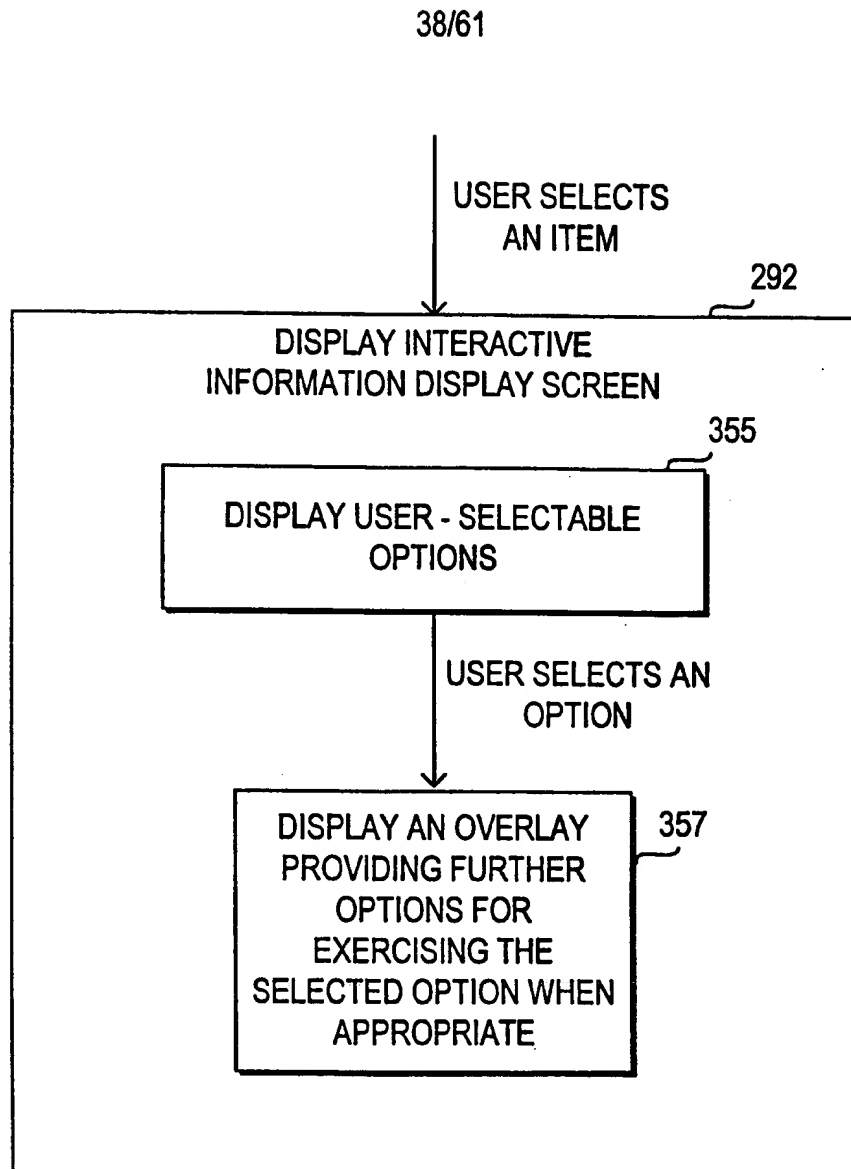 38/61
USER SELECTS
AN ITEM
292
DISPLAY INTERACTIVE
INFORMATION DISPLAY SCREEN
355
DISPLAY USER - SELECTABLE
OPTIONS
USER SELECTS AN
OPTION
DISPLAY AN OVERLAY
PROVIDING FURTHER
OPTIONS FOR
EXERCISING THE
SELECTED OPTION WHEN
APPROPRIATE
357